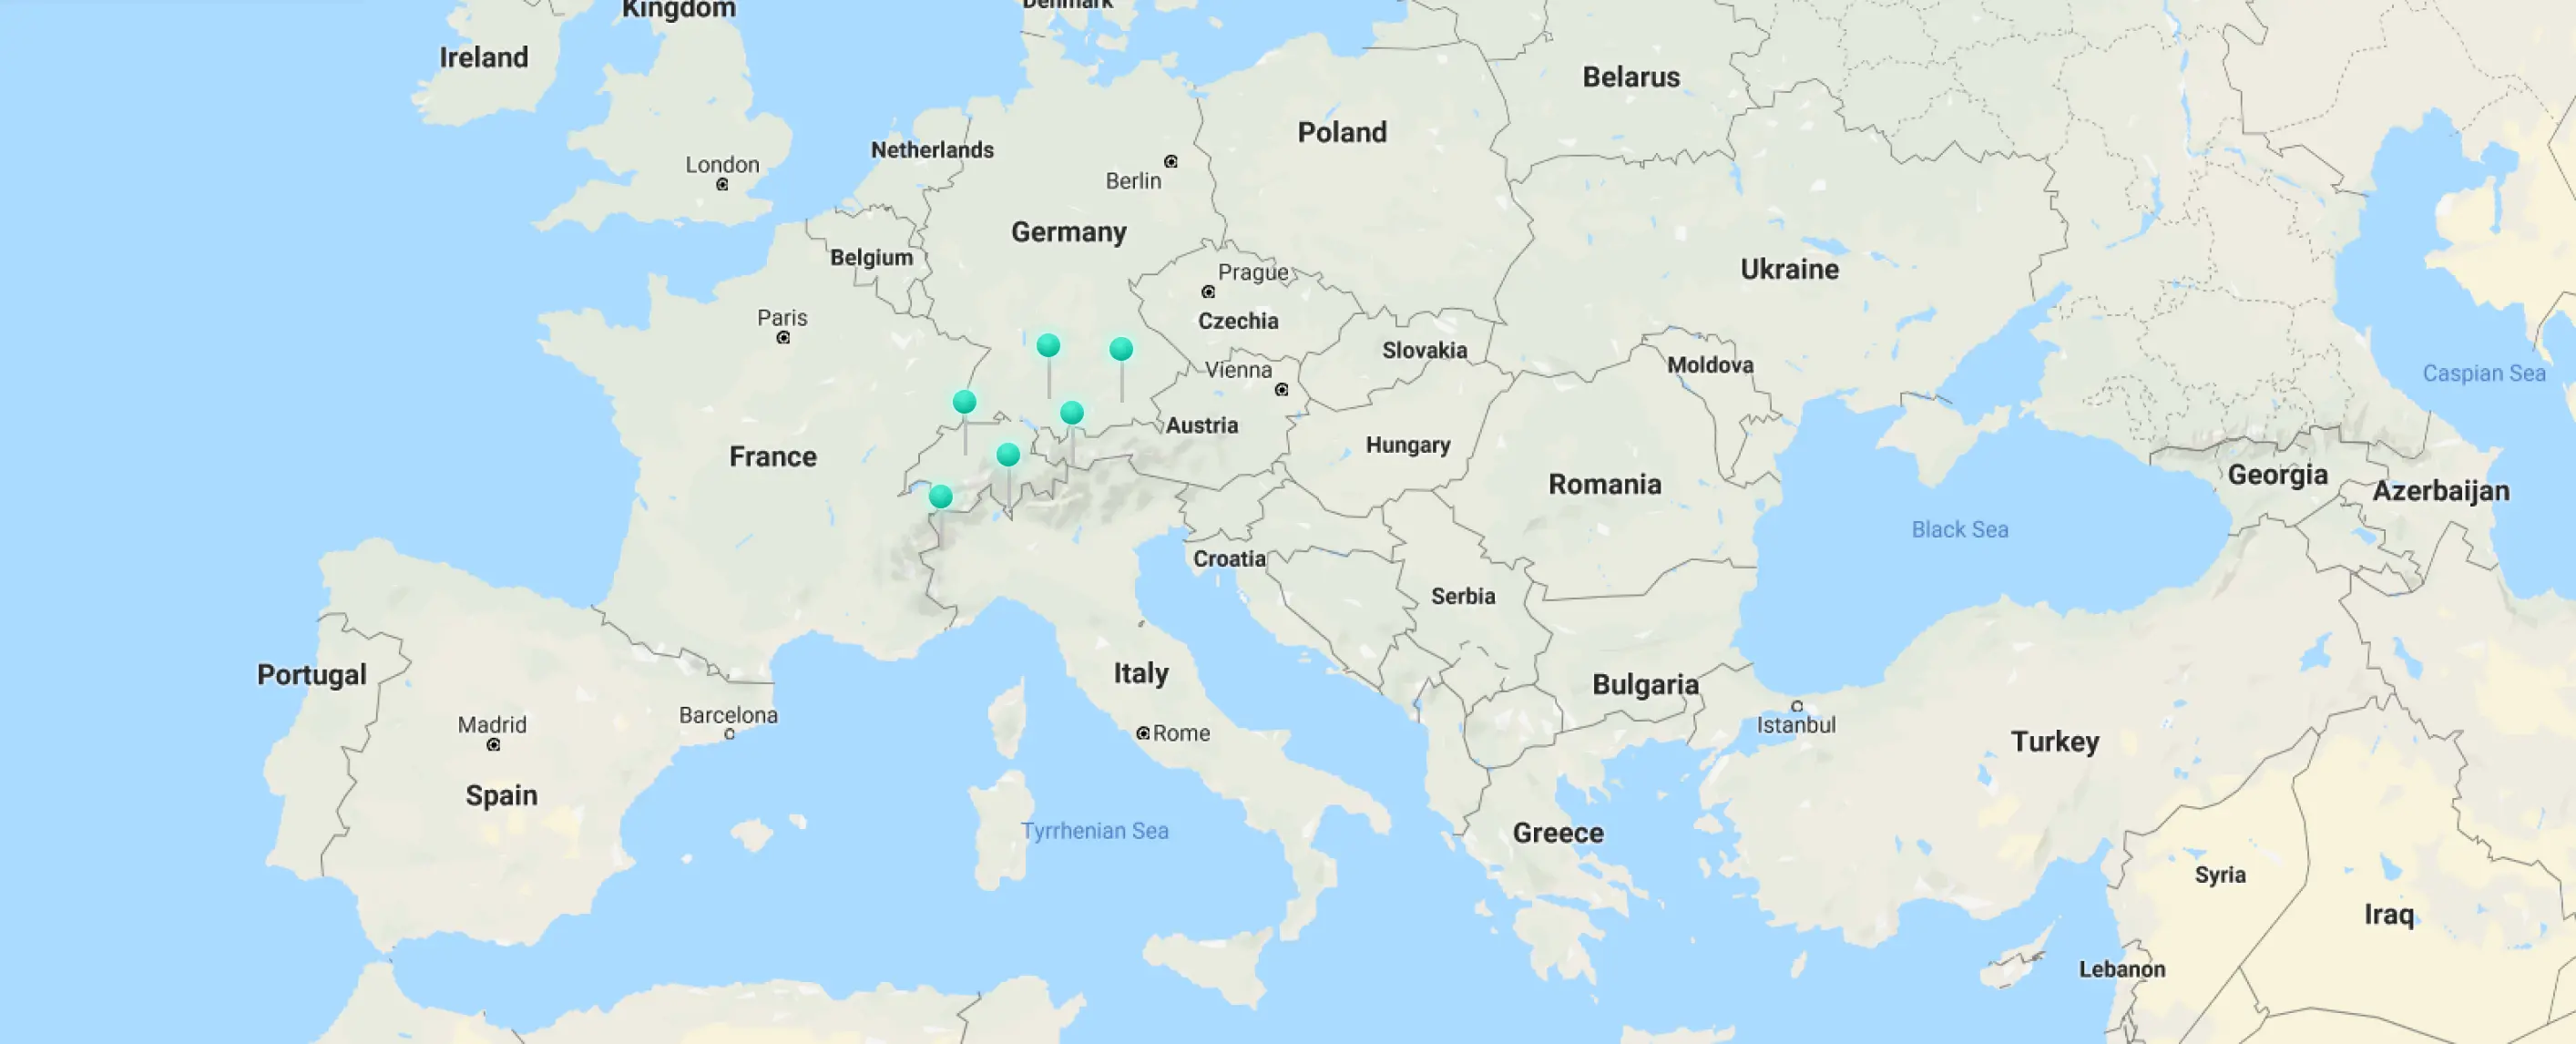 Kingdom
Denmark
Ireland
Belarus
Poland
Netherlands
London
Berlin
Germany
Belgium
Prague
Ukraine
Paris
Czechia
Slovakia
Moldova
Vienna
Caspian Sea
Austria
Hungary
France
Romania
Georgia
Azerbaijan
Black Sea
Croatia
Serbia
Portugal
Italy
Bulgaria
Barcelona
Madrid
Istanbul
Rome
Turkey
Spain
Tyrrhenian Sea
Greece
Syria
Iraq
Lebanon